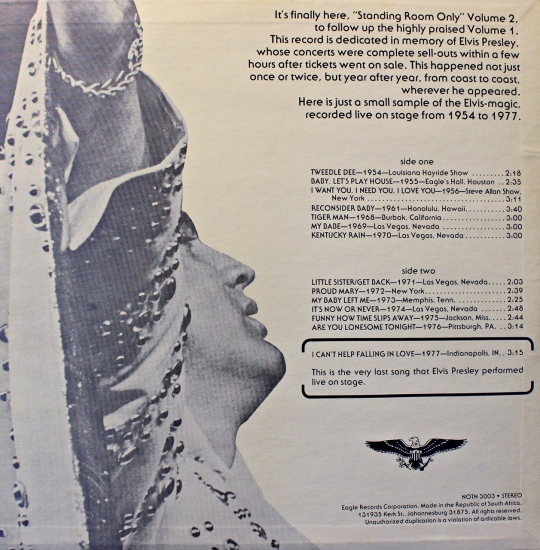 It's finally here, "Standing Room Only" Volume 2,
to follow up the highly praised Volume 1.
This record is dedicated in memory of Elvis Presley,
whose concerts were complete sell-outs within a few
hours after tickets went on sale. This happened not just
once or twice, but year after year, from coast to coast,
wherever he appeared.
Here is just a small sample of the Elvis-magic,
recorded live on stage from 1954 to 1977.
side one
TWEEDLE DEE—1954—Louisiana Hayride Show .........2:18
BABY, LET'S PLAY HOUSE—1955—Eagle's Hall, Houston ..2:35
I WANT YOU, I NEED YOU, I LOVE YOU—1956—Steve Allan Show,
New York ...............................3:11
RECONSIDER BABY—1961—Honolulu, Hawaii..............3:40
TIGER MAN—1968—Burbak, California..................3:00
MY BABE—1969—Las Vegas, Nevada ....................3:00
KENTUCKY RAIN—1970—Las Vegas, Nevada..............3:00
side two
LITTLE SISTER/GET BACK—1971—Las Vegas, Nevada.....2:03
PROUD MARY—1972—New York.........................2:39
MY BABY LEFT ME—1973—Memphis, Tenn. ..............2:25
IT'S NOW OR NEVER—1974—Las Vegas, Nevada ..........2:48
FUNNY HOW TIME SLIPS AWAY—1975—Jackson, Miss.....2:44
ARE YOU LONESOME TONIGHT—1976—Pittsburgh, PA. ..3:14
I CAN'T HELP FALLING IN LOVE—1977—Indianapolis, IN..3:15
This is the very last song that Elvis Presley performed
live on stage.
NOTN 3003 • STEREO
Eagle Records Corporation. Made in the Republic of South Africa.
131935 Kerk St., Johannesburg 31875. All rights reserved.
Unauthorized duplication is a violation of applicable laws.